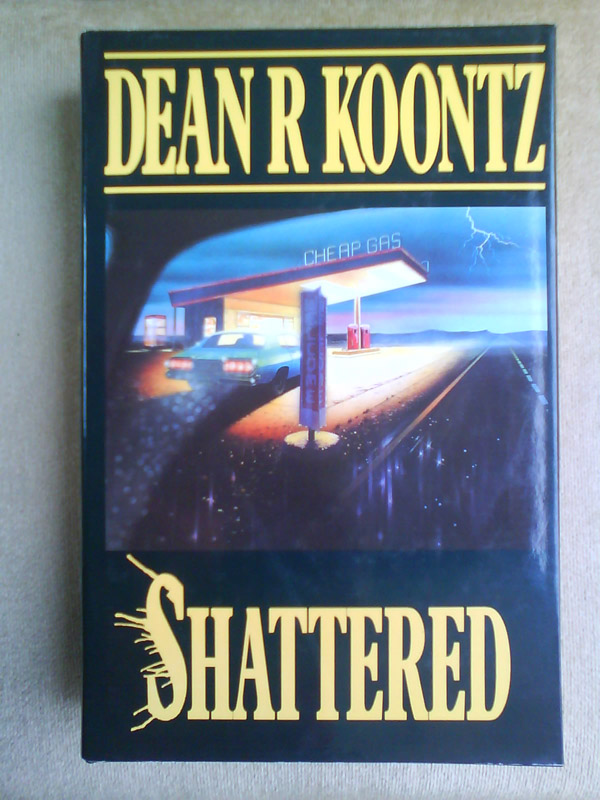 DEAN R KOONTZ
CHEAP GAS
SHATTERED